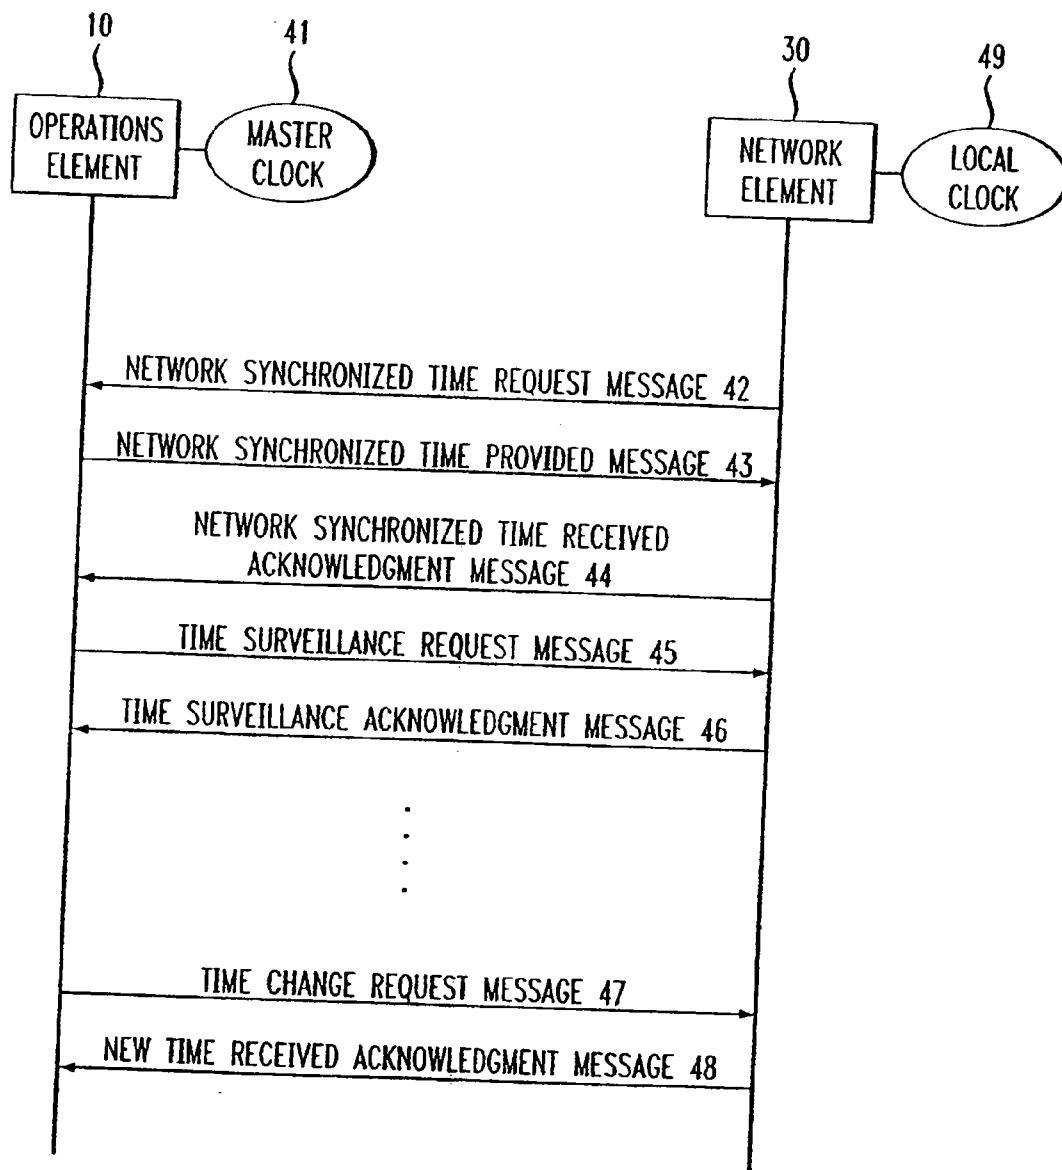 10
41
30
49
OPERATIONS
ELEMENT
MASTER
CLOCK
NETWORK
ELEMENT
LOCAL
CLOCK
NETWORK SYNCHRONIZED TIME REQUEST MESSAGE 42
NETWORK SYNCHRONIZED TIME PROVIDED MESSAGE 43
NETWORK SYNCHRONIZED TIME RECEIVED
ACKNOWLEDGMENT MESSAGE 44
TIME SURVEILLANCE REQUEST MESSAGE 45
TIME SURVEILLANCE ACKNOWLEDGMENT MESSAGE 46
TIME CHANGE REQUEST MESSAGE 47
NEW TIME RECEIVED ACKNOWLEDGMENT MESSAGE 48